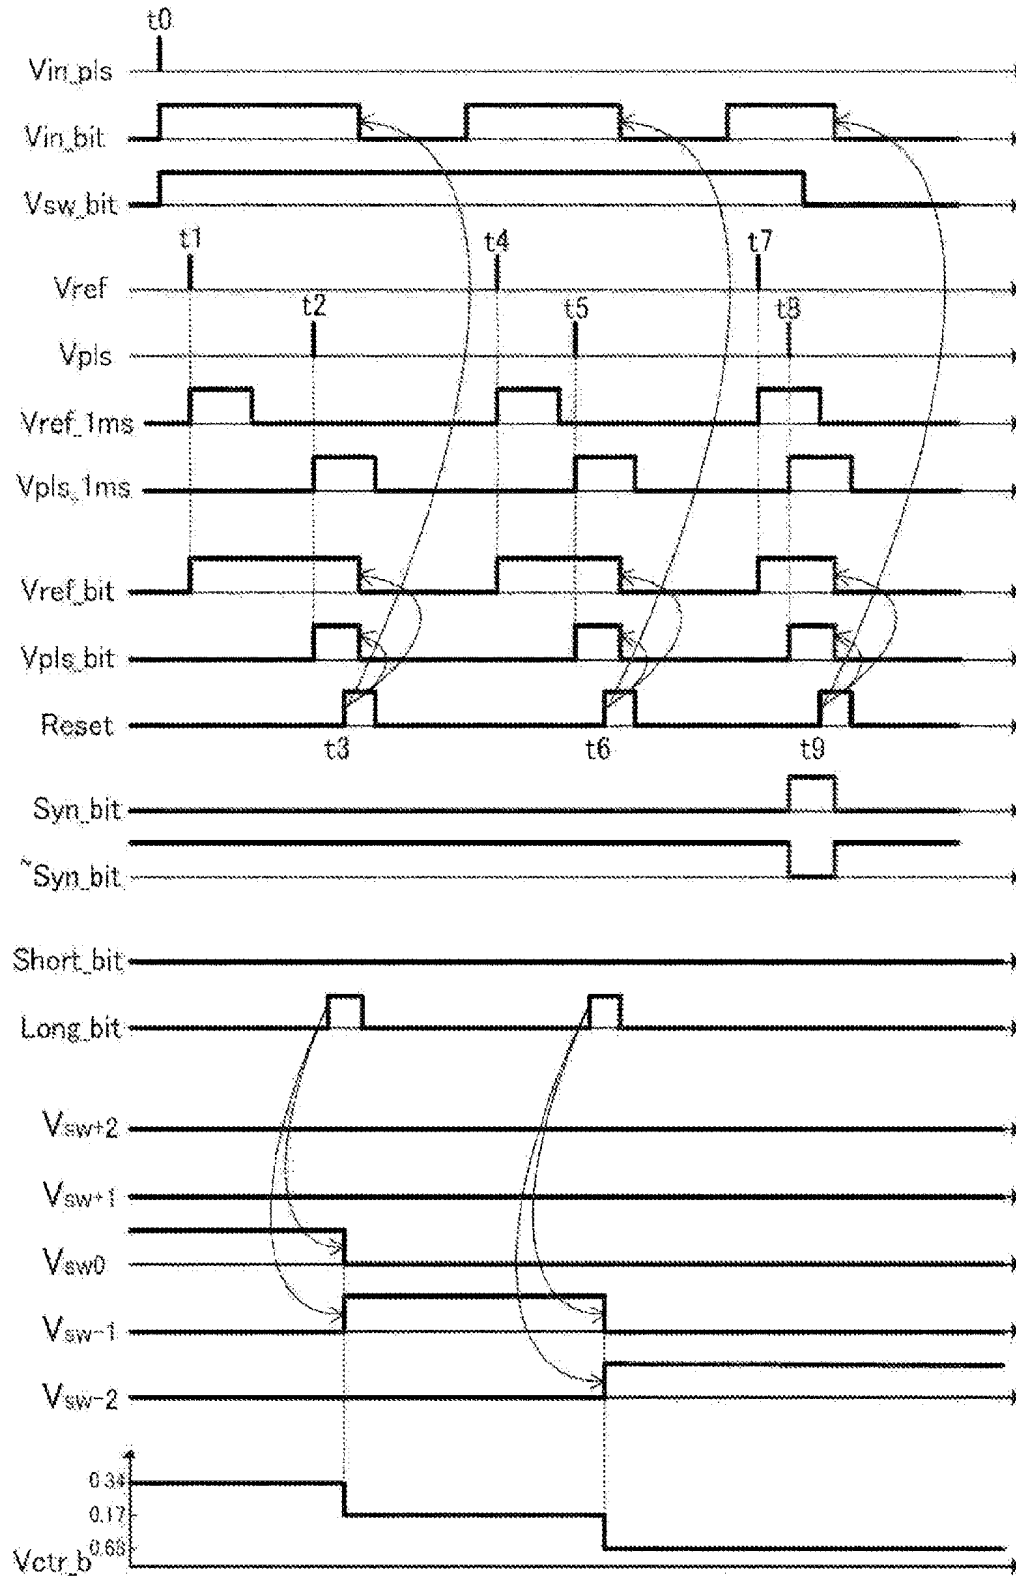 t0
Vin_pls
Vin_bit
Vsw_bit
t1 t4 t7
Vref
t2 t5 t8
Vpls
Vref_1ms
Vpls_1ms
Vref_bit
Vpls_bit
Reset
t3 t6 t9
Syn_bit
~Syn_bit
Short_bit
Long_bit
Vsw+2
Vsw+1
Vsw0
Vsw-1
Vsw-2
0.34
0.17
0.68
Vctr_b